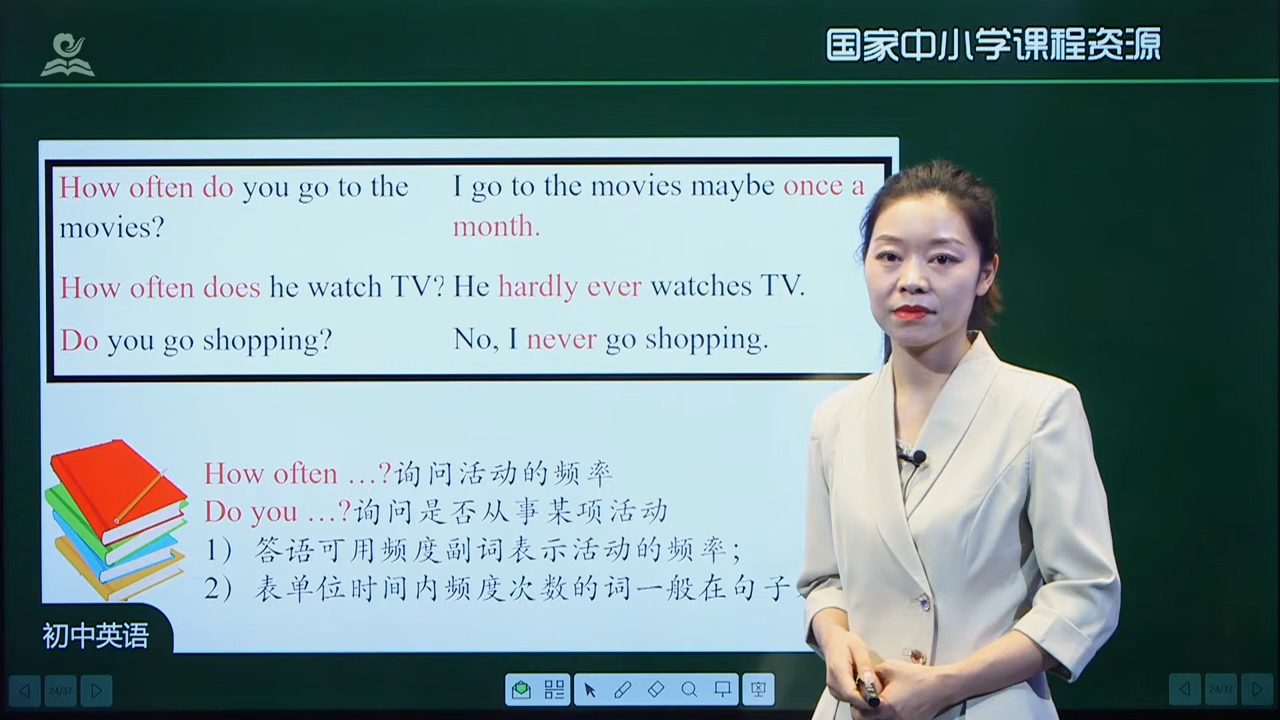 国家中小学课程资源
How often do you go to the
movies?
I go to the movies maybe once a
month.
How often does he watch TV?
He hardly ever watches TV.
Do you go shopping?
No, I never go shopping.
How often …?询问活动的频率
Do you …?询问是否从事某项活动
1） 答语可用频度副词表示活动的频率；
2） 表单位时间内频度次数的词一般在句子
初中英语
24/37
24/37